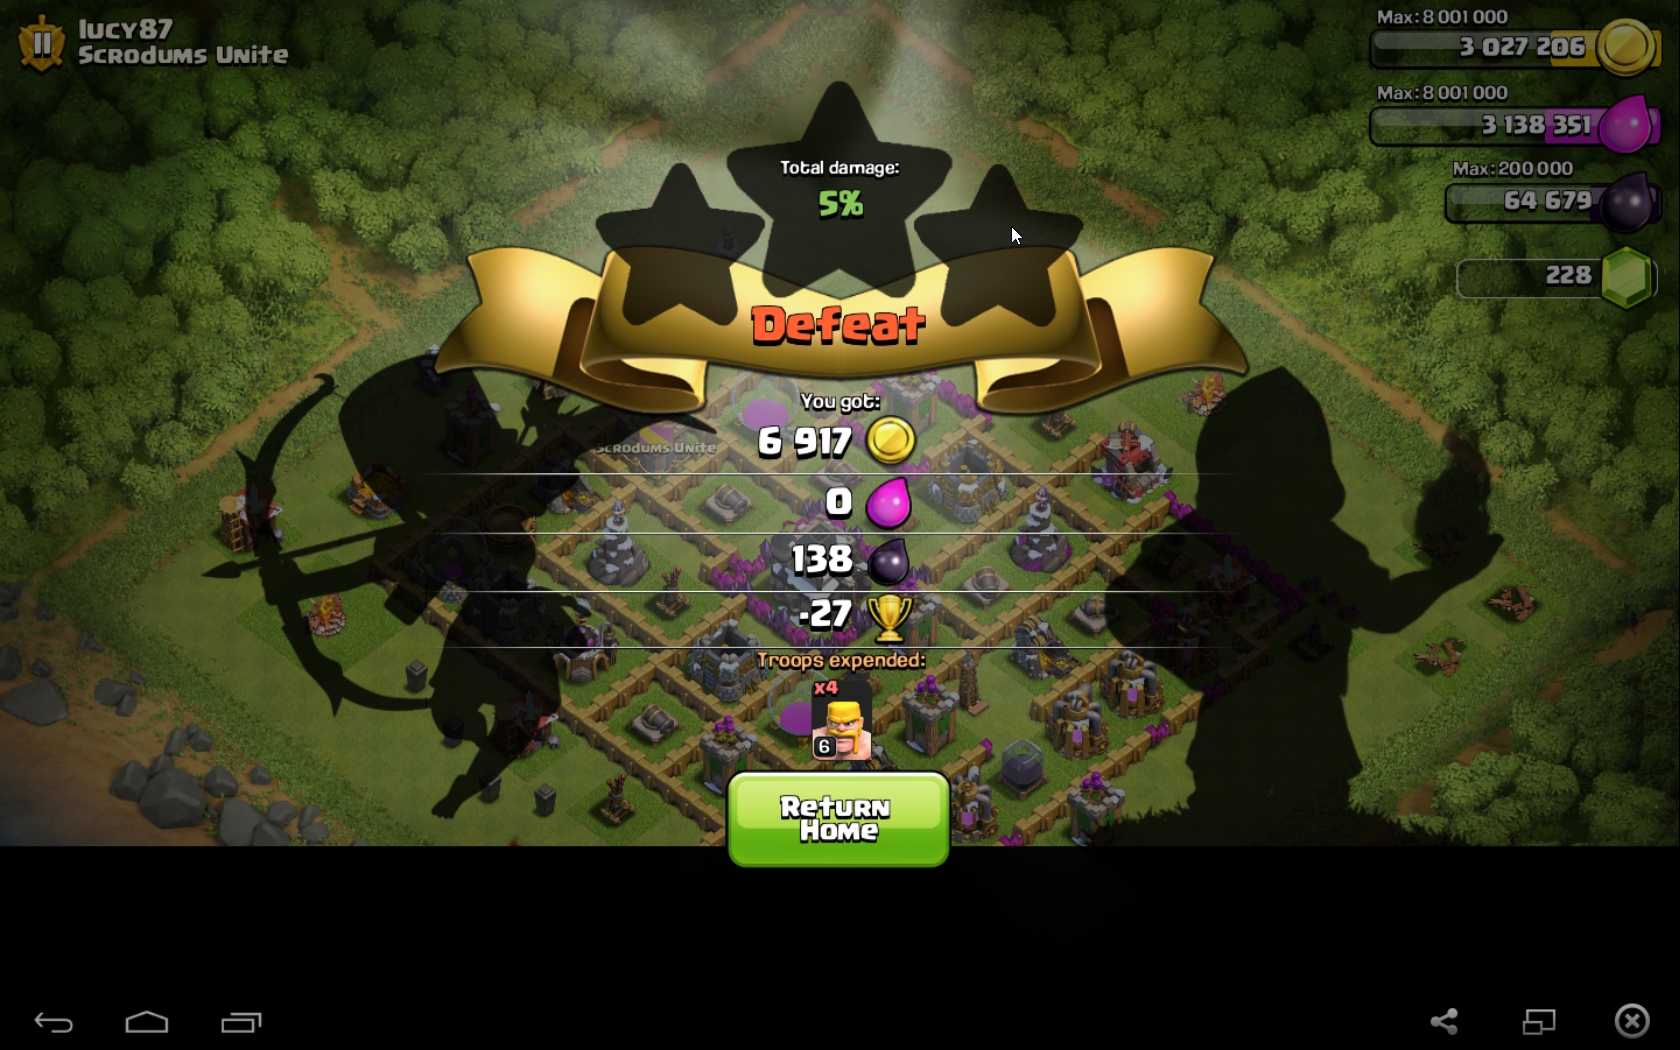 lucy87
Scrodums Unite
Max: 8 001 000
3 027 206
Max: 8 001 000
3 138 351
Max: 200 000
64 679
228
Total damage:
5%
Defeat
You got:
6 917
Scrodums Unite
0
138
-27
Troops expended:
x4
6
Return
Home